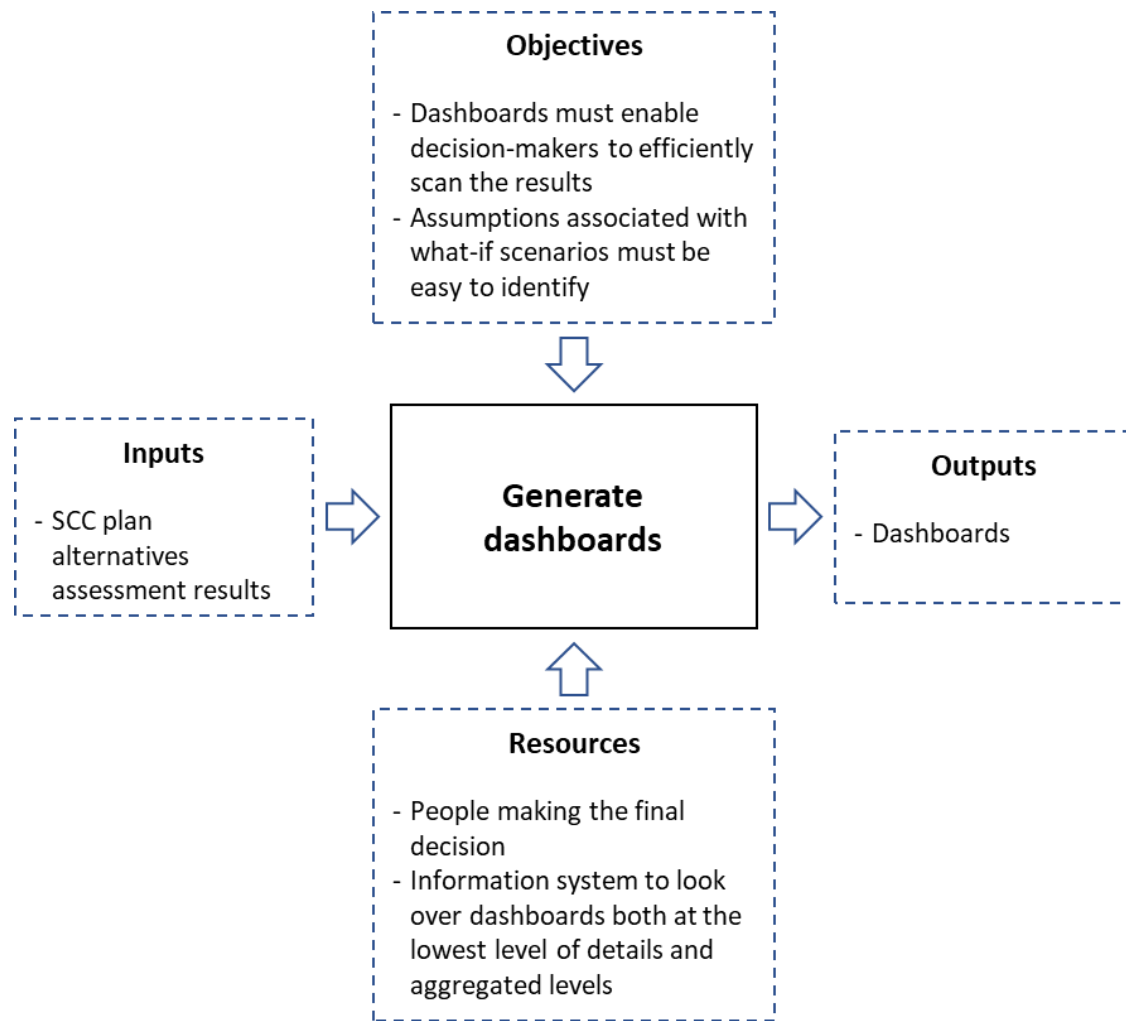 Objectives
- Dashboards must enable
decision-makers to efficiently
scan the results
- Assumptions associated with
what-if scenarios must be
easy to identify
Inputs
- SCC plan
alternatives
assessment results
Generate
dashboards
Outputs
- Dashboards
Resources
- People making the final
decision
- Information system to look
over dashboards both at the
lowest level of details and
aggregated levels